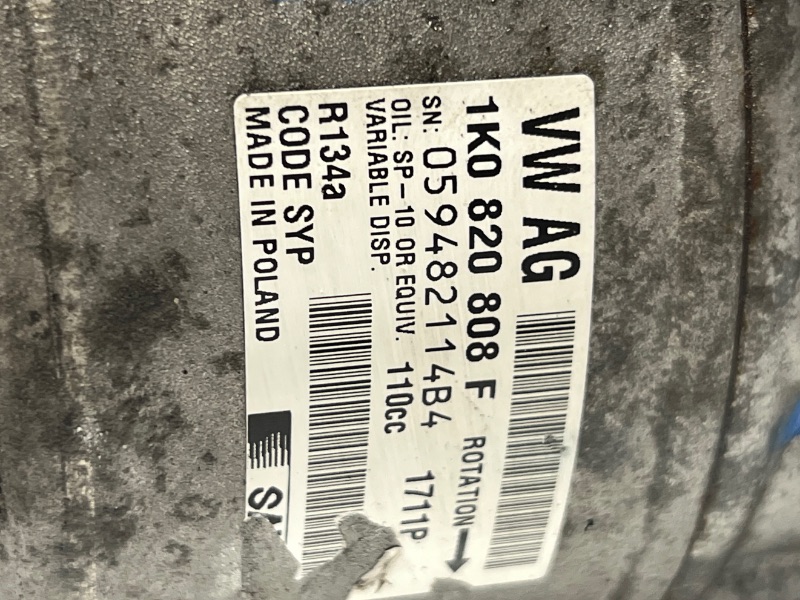 VW AG
1K0 820 808 F ROTATION
SN: 0594821​14B4 1711P
OIL: SP-10 OR EQUIV. 110cc
VARIABLE DISP.
R134a
CODE SYP
MADE IN POLAND